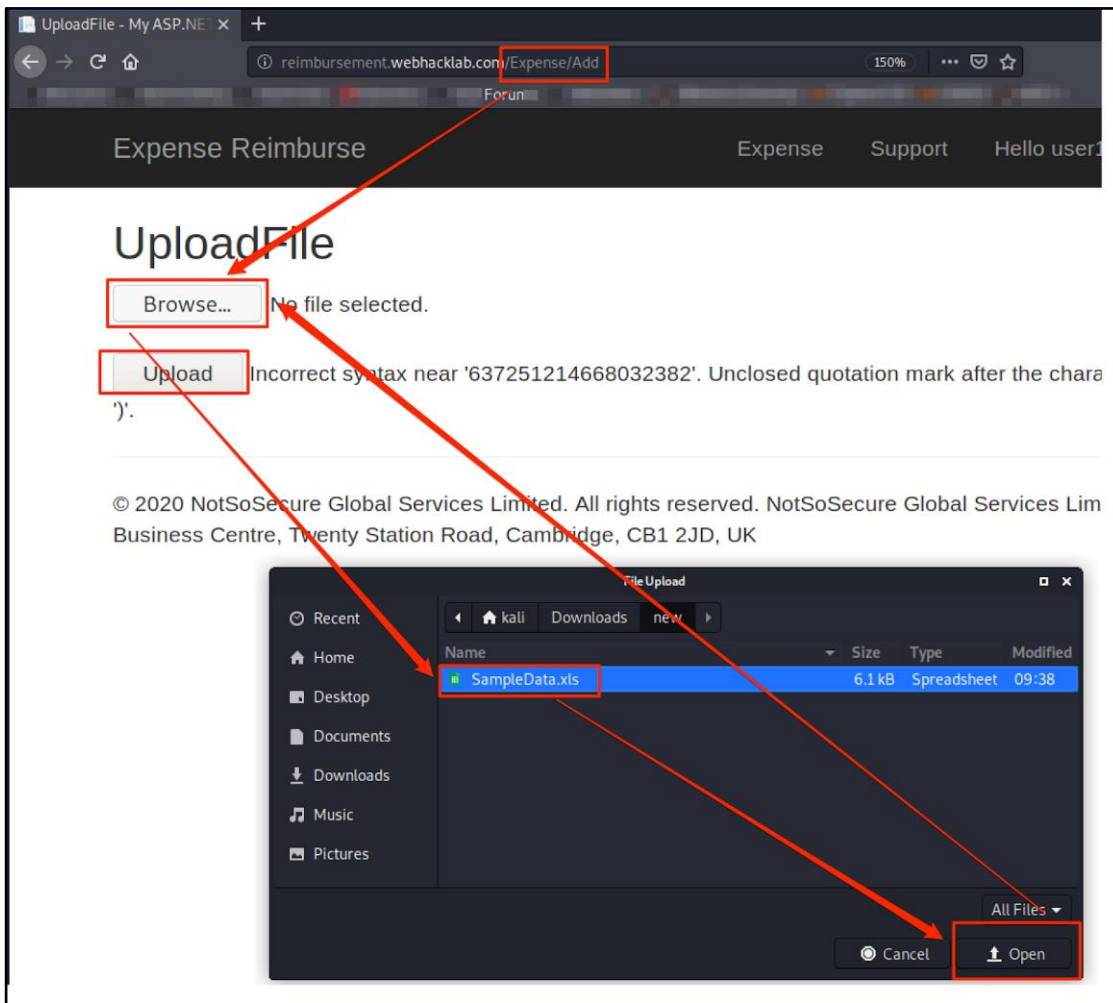 UploadFile - My ASP.NE
reimbursement.webhacklab.com/Expense/Add 150%
Forum
Expense Reimburse Expense Support Hello user1
UploadFile
Browse... No file selected.
Upload Incorrect syntax near '637251214668032382'. Unclosed quotation mark after the chara
')'.
© 2020 NotSoSecure Global Services Limited. All rights reserved. NotSoSecure Global Services Lim
Business Centre, Twenty Station Road, Cambridge, CB1 2JD, UK
File Upload
Recent kali Downloads new
Home Name Size Type Modified
SampleData.xls 6.1 kB Spreadsheet 09:38
Desktop
Documents
Downloads
Music
Pictures
All Files
Cancel Open